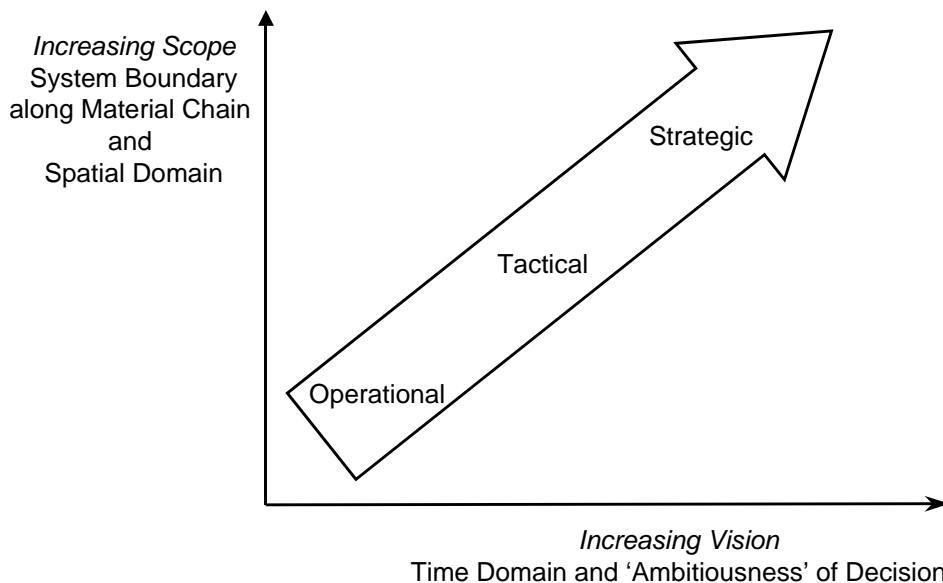 Increasing Scope
System Boundary
along Material Chain
and
Spatial Domain
Strategic
Tactical
Operational
Increasing Vision
Time Domain and ‘Ambitiousness’ of Decision